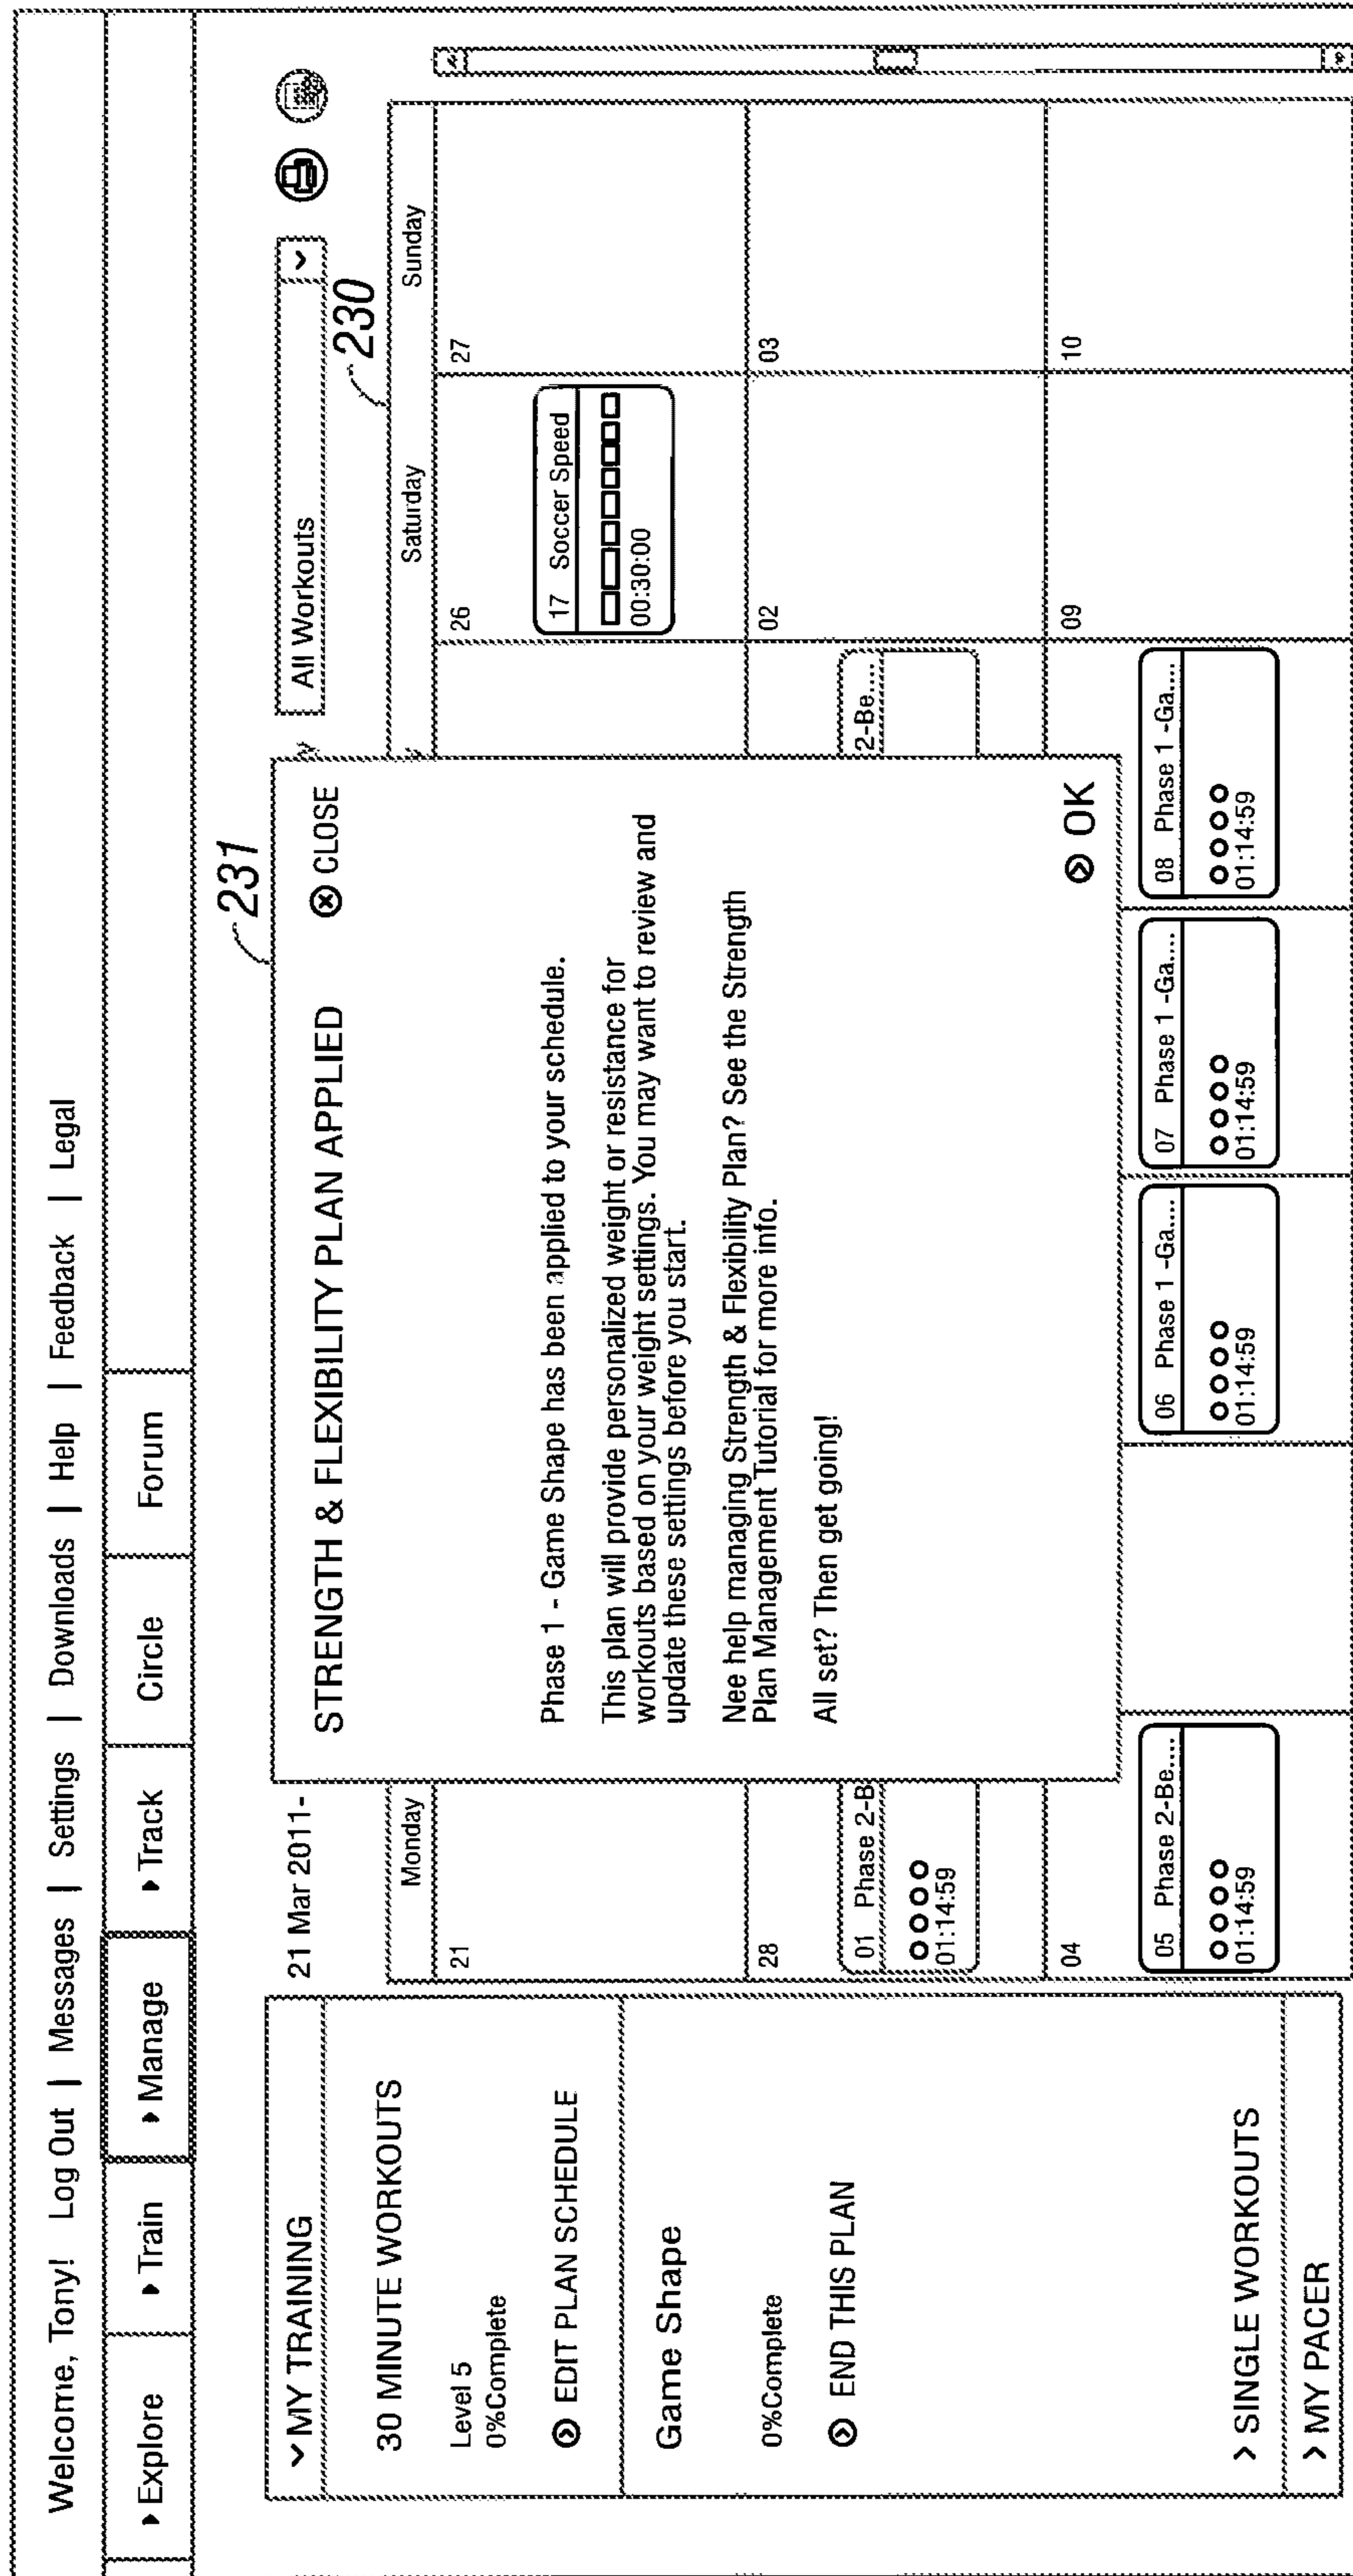 Welcome, Tony! Log Out | Messages | Settings | Downloads | Help | Feedback | Legal
Explore Train Manage Track Circle Forum
MY TRAINING
30 MINUTE WORKOUTS
Level 5
0%Complete
EDIT PLAN SCHEDULE
Game Shape
0%Complete
END THIS PLAN
SINGLE WORKOUTS
MY PACER
21 Mar 2011-
All Workouts
231
230
STRENGTH & FLEXIBILITY PLAN APPLIED
CLOSE
Phase 1 - Game Shape has been applied to your schedule.
This plan will provide personalized weight or resistance for
workouts based on your weight settings. You may want to review and
update these settings before you start.
Nee help managing Strength & Flexibility Plan? See the Strength
Plan Management Tutorial for more info.
All set? Then get going!
OK
Monday Saturday Sunday
21 26 27
17 Soccer Speed
00:30:00
28 02 03
01 Phase 2-B
01:14:59
2-Be....
04 09 10
05 Phase 2-Be...
01:14:59
06 Phase 1 -Ga....
01:14:59
07 Phase 1 -Ga....
01:14:59
08 Phase 1 -Ga....
01:14:59